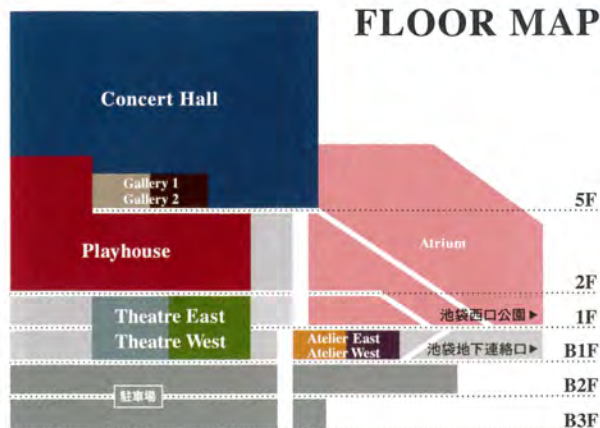 FLOOR MAP
Concert Hall
Gallery 1
Gallery 2
5F
Playhouse
Atrium
2F
Theatre East
Theatre West
池袋西口公園▶
1F
Atelier East
Atelier West
池袋地下連絡口▶
B1F
B2F
駐車場
B3F